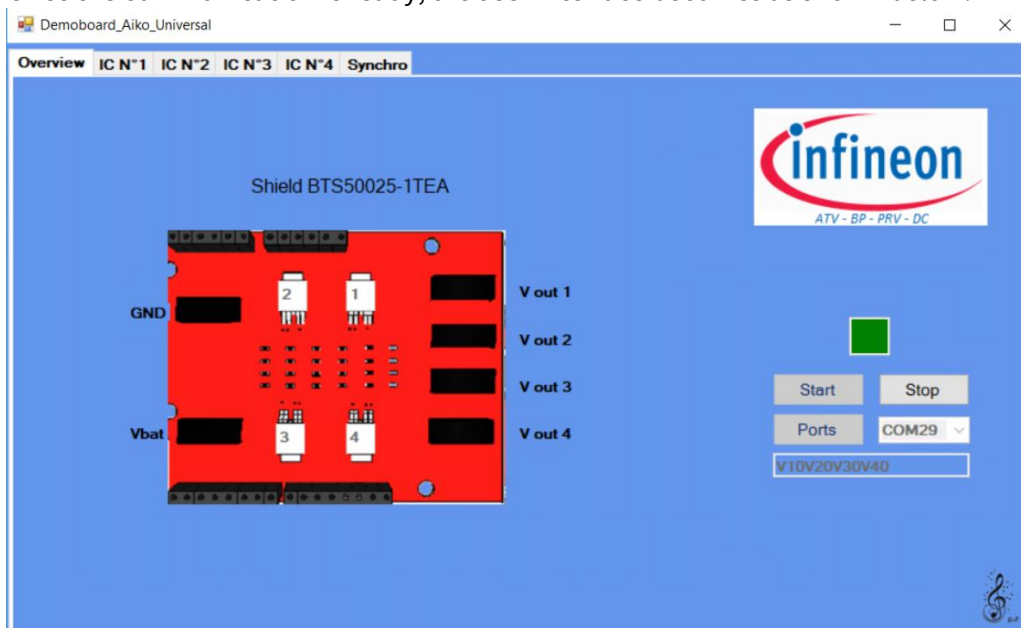 Demoboard_Aiko_Universal
Overview IC N°1 IC N°2 IC N°3 IC N°4 Synchro
infineon
ATV - BP - PRV - DC
Shield BTS50025-1TEA
2 1
V out 1
GND
V out 2
V out 3
Start Stop
Vbat
3 4
V out 4
Ports COM29
V10V20V30V40